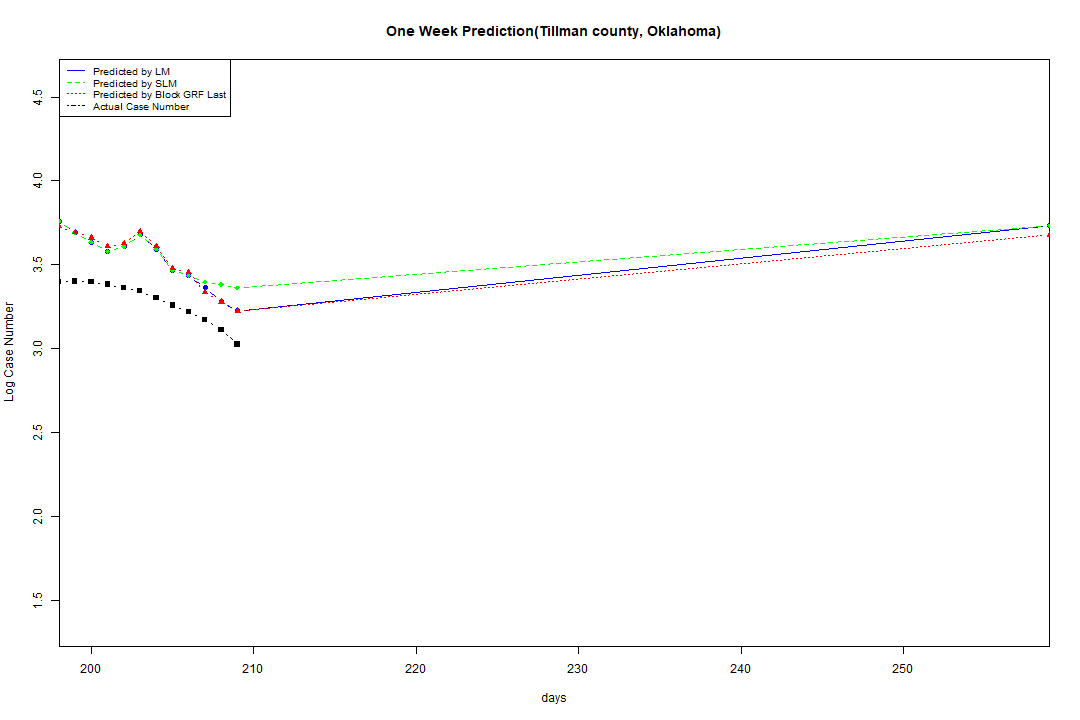 One Week Prediction(Tillman county, Oklahoma)
Predicted by LM
Predicted by SLM
Predicted by Block GRF Last
Actual Case Number
Log Case Number
4.5
4.0
3.5
3.0
2.5
2.0
1.5
200 210 220 230 240 250
days